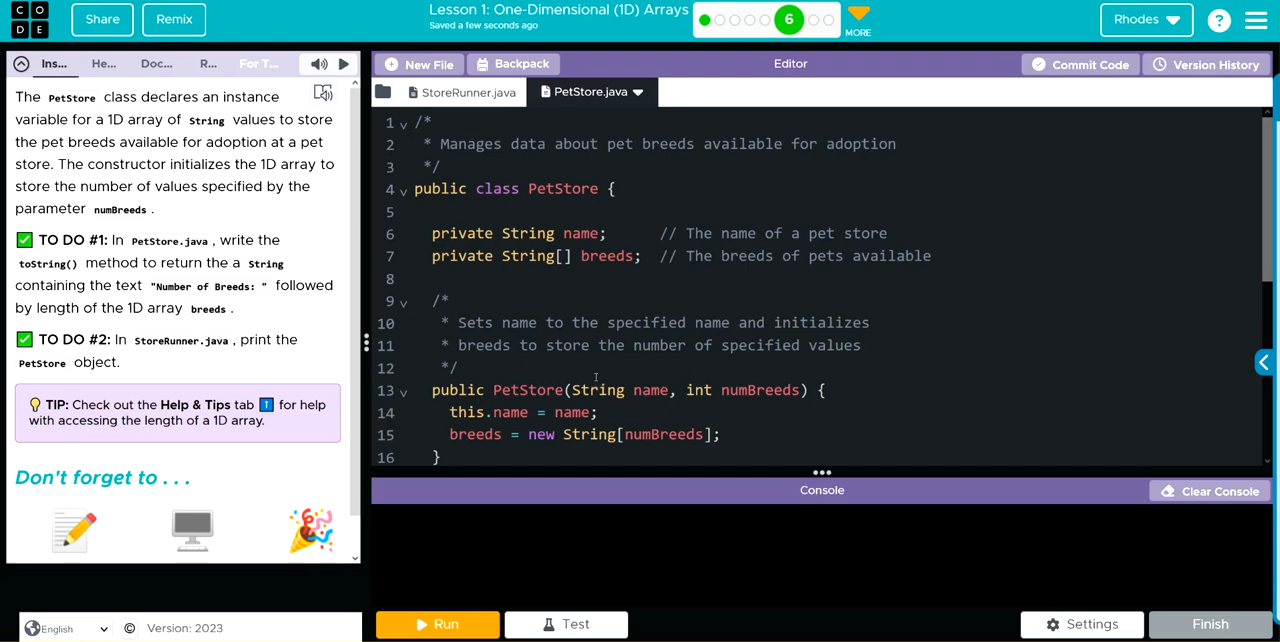 C O
D E
Share
Remix
Lesson 1: One-Dimensional (1D) Arrays
Saved a few seconds ago
6
MORE
Rhodes
?
Ins...
He...
Doc...
R...
For T...
New File
Backpack
Editor
Commit Code
Version History
StoreRunner.java
PetStore.java
The PetStore class declares an instance
variable for a 1D array of String values to store
the pet breeds available for adoption at a pet
store. The constructor initializes the 1D array to
store the number of values specified by the
parameter numBreeds .
✅ TO DO #1: In PetStore.java , write the
toString() method to return the a String
containing the text "Number of Breeds: " followed
by length of the 1D array breeds .
✅ TO DO #2: In StoreRunner.java , print the
PetStore object.
💡 TIP: Check out the Help & Tips tab ⬆ for help
with accessing the length of a 1D array.
Don't forget to . . .
1 /*
2 * Manages data about pet breeds available for adoption
3 */
4 public class PetStore {
5
6 private String name; // The name of a pet store
7 private String[] breeds; // The breeds of pets available
8
9 /*
10 * Sets name to the specified name and initializes
11 * breeds to store the number of specified values
12 */
13 public PetStore(String name, int numBreeds) {
14 this.name = name;
15 breeds = new String[numBreeds];
16 }
Console
Clear Console
English
© Version: 2023
Run
Test
Settings
Finish